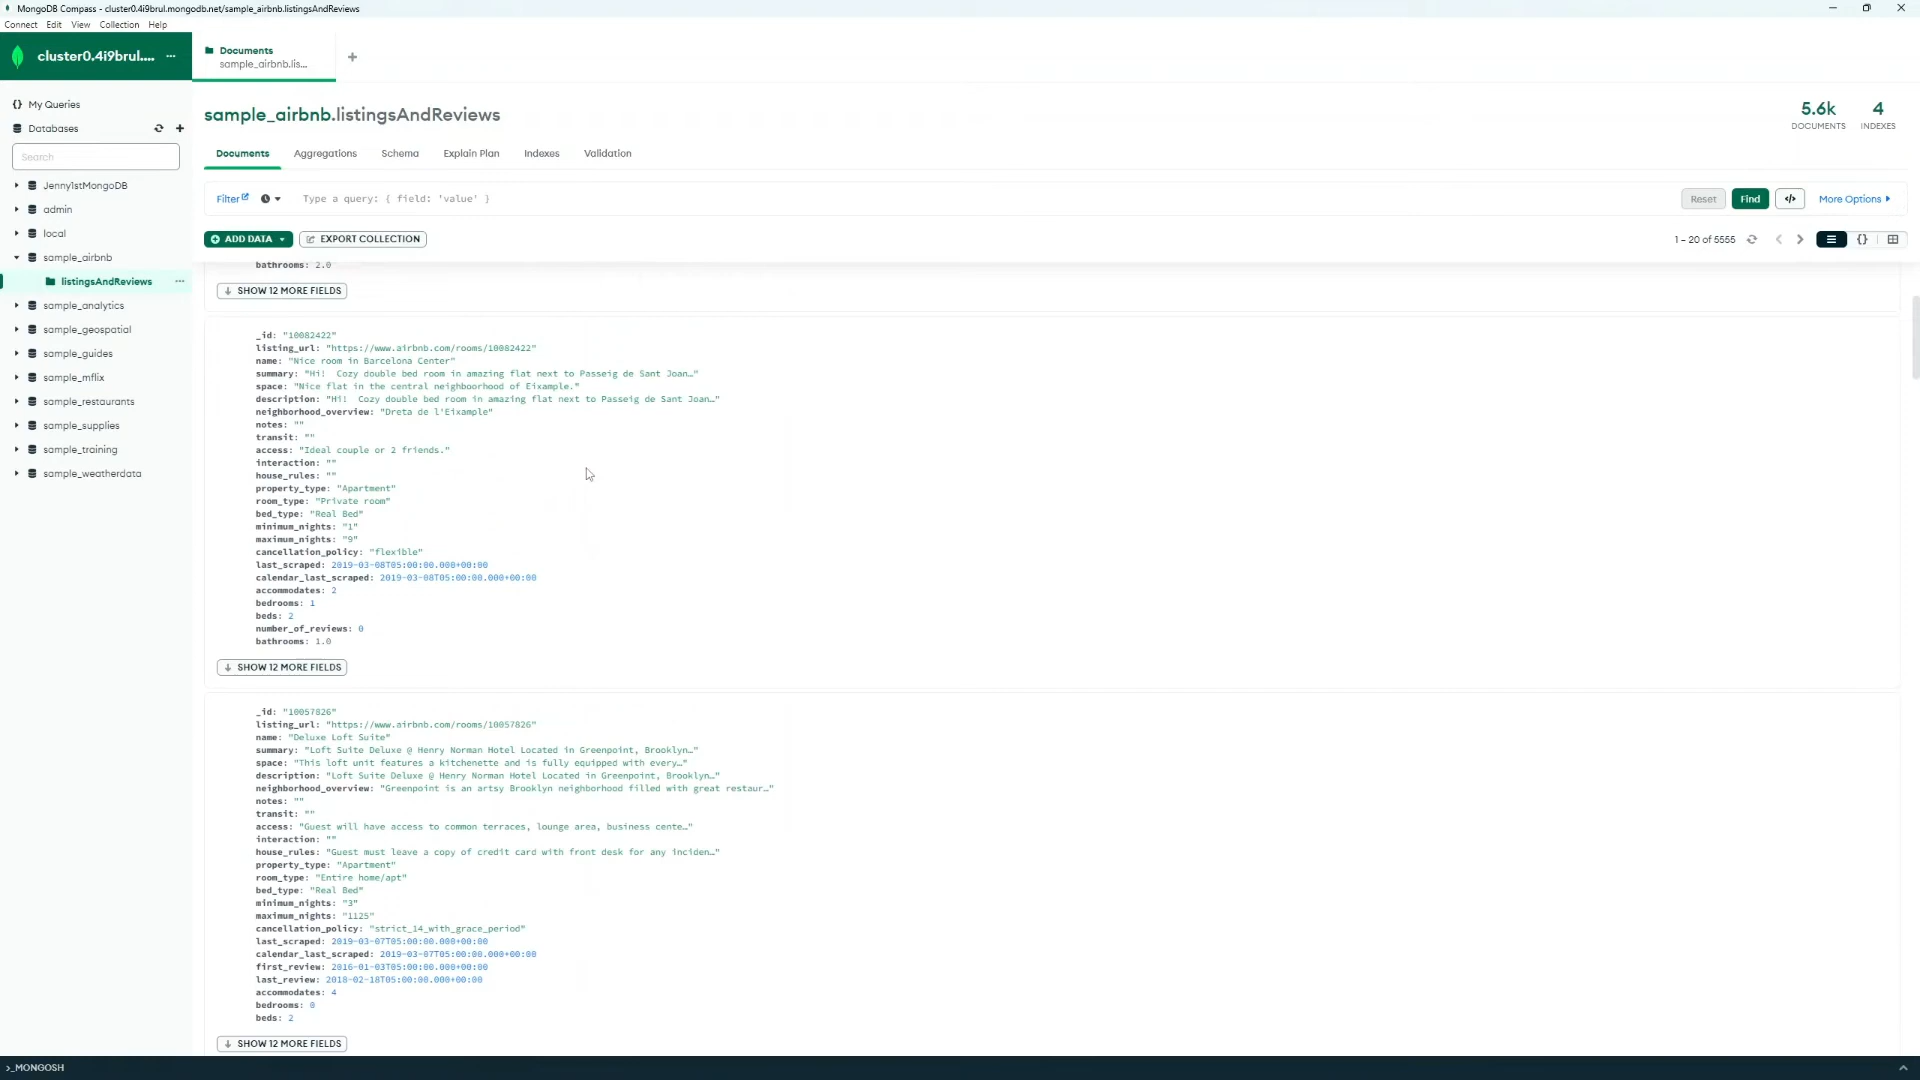 MongoDB Compass - cluster0.4i9brul.mongodb.net/sample_airbnb.listingsAndReviews
Connect Edit View Collection Help
cluster0.4i9brul.... ...
Documents
sample_airbnb.lis...
My Queries
Databases
Search
Jenny1stMongoDB
admin
local
sample_airbnb
listingsAndReviews ...
sample_analytics
sample_geospatial
sample_guides
sample_mflix
sample_restaurants
sample_supplies
sample_training
sample_weatherdata
sample_airbnb.listingsAndReviews
5.6k
DOCUMENTS
4
INDEXES
Documents Aggregations Schema Explain Plan Indexes Validation
Filter Type a query: { field: 'value' } Reset Find </> More Options
ADD DATA EXPORT COLLECTION 1 – 20 of 5555 {}
bathrooms: 2.0
SHOW 12 MORE FIELDS
_id: "10082422"
listing_url: "https://www.airbnb.com/rooms/10082422"
name: "Nice room in Barcelona Center"
summary: "Hi!  Cozy double bed room in amazing flat next to Passeig de Sant Joan…"
space: "Nice flat in the central neighboorhood of Eixample."
description: "Hi!  Cozy double bed room in amazing flat next to Passeig de Sant Joan…"
neighborhood_overview: "Dreta de l'Eixample"
notes: ""
transit: ""
access: "Ideal couple or 2 friends."
interaction: ""
house_rules: ""
property_type: "Apartment"
room_type: "Private room"
bed_type: "Real Bed"
minimum_nights: "1"
maximum_nights: "9"
cancellation_policy: "flexible"
last_scraped: 2019-03-08T05:00:00.000+00:00
calendar_last_scraped: 2019-03-08T05:00:00.000+00:00
accommodates: 2
bedrooms: 1
beds: 2
number_of_reviews: 0
bathrooms: 1.0
SHOW 12 MORE FIELDS
_id: "10057826"
listing_url: "https://www.airbnb.com/rooms/10057826"
name: "Deluxe Loft Suite"
summary: "Loft Suite Deluxe @ Henry Norman Hotel Located in Greenpoint, Brooklyn…"
space: "This loft unit features a kitchenette and is fully equipped with every…"
description: "Loft Suite Deluxe @ Henry Norman Hotel Located in Greenpoint, Brooklyn…"
neighborhood_overview: "Greenpoint is an artsy Brooklyn neighborhood filled with great restaur…"
notes: ""
transit: ""
access: "Guest will have access to common terraces, lounge area, business cente…"
interaction: ""
house_rules: "Guest must leave a copy of credit card with front desk for any inciden…"
property_type: "Apartment"
room_type: "Entire home/apt"
bed_type: "Real Bed"
minimum_nights: "3"
maximum_nights: "1125"
cancellation_policy: "strict_14_with_grace_period"
last_scraped: 2019-03-07T05:00:00.000+00:00
calendar_last_scraped: 2019-03-07T05:00:00.000+00:00
first_review: 2016-01-03T05:00:00.000+00:00
last_review: 2018-02-18T05:00:00.000+00:00
accommodates: 4
bedrooms: 0
beds: 2
SHOW 12 MORE FIELDS
>_MONGOSH